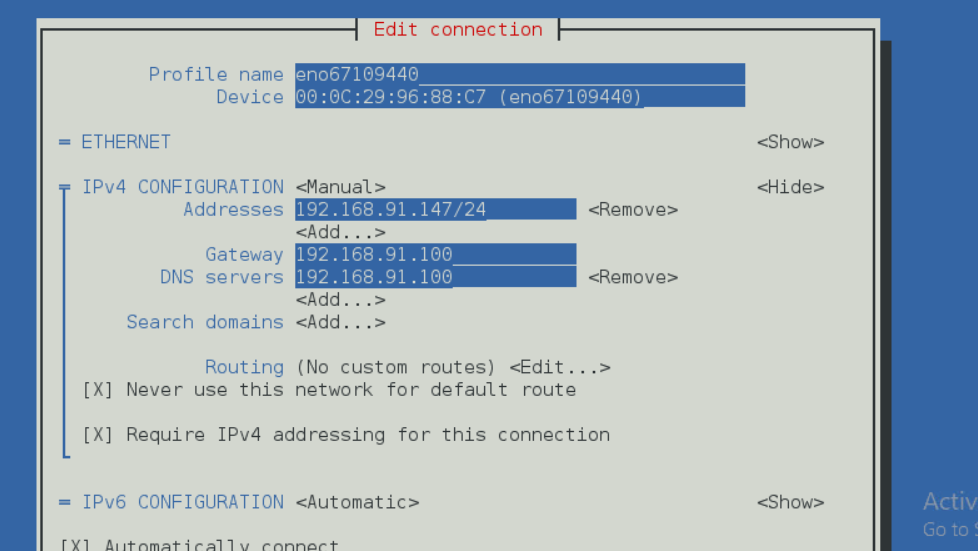 Edit connection
Profile name eno67109440
Device 00:0C:29:96:88:C7 (eno67109440)
= ETHERNET <Show>
IPv4 CONFIGURATION <Manual> <Hide>
Addresses 192.168.91.147/24 <Remove>
<Add...>
Gateway 192.168.91.100
DNS servers 192.168.91.100 <Remove>
<Add...>
Search domains <Add...>
Routing (No custom routes) <Edit...>
[X] Never use this network for default route
[X] Require IPv4 addressing for this connection
= IPv6 CONFIGURATION <Automatic> <Show>
[X] Automatically connect
Activ
Go to S